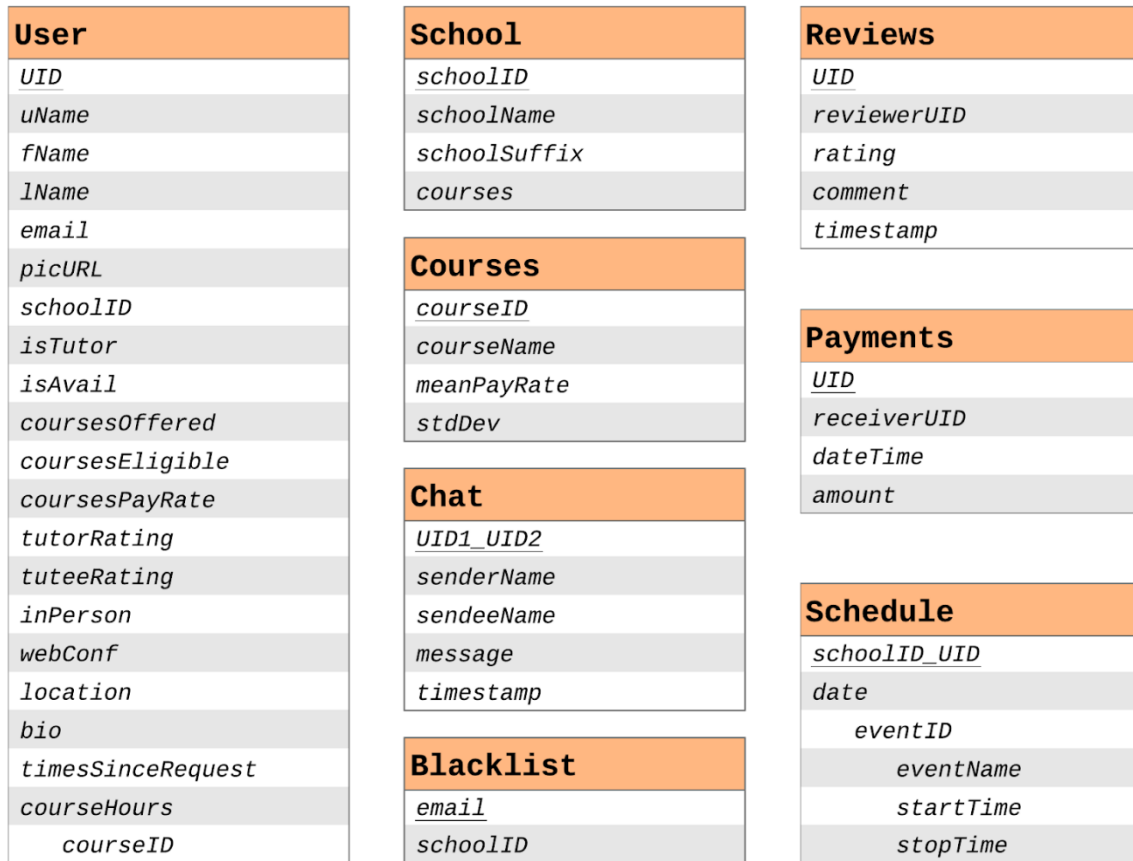 User
UID
uName
fName
lName
email
picURL
schoolID
isTutor
isAvail
coursesOffered
coursesEligible
coursesPayRate
tutorRating
tuteeRating
inPerson
webConf
location
bio
timesSinceRequest
courseHours
courseID
School
schoolID
schoolName
schoolSuffix
courses
Courses
courseID
courseName
meanPayRate
stdDev
Chat
UID1_UID2
senderName
sendeeName
message
timestamp
Blacklist
email
schoolID
Reviews
UID
reviewerUID
rating
comment
timestamp
Payments
UID
receiverUID
dateTime
amount
Schedule
schoolID_UID
date
eventID
eventName
startTime
stopTime